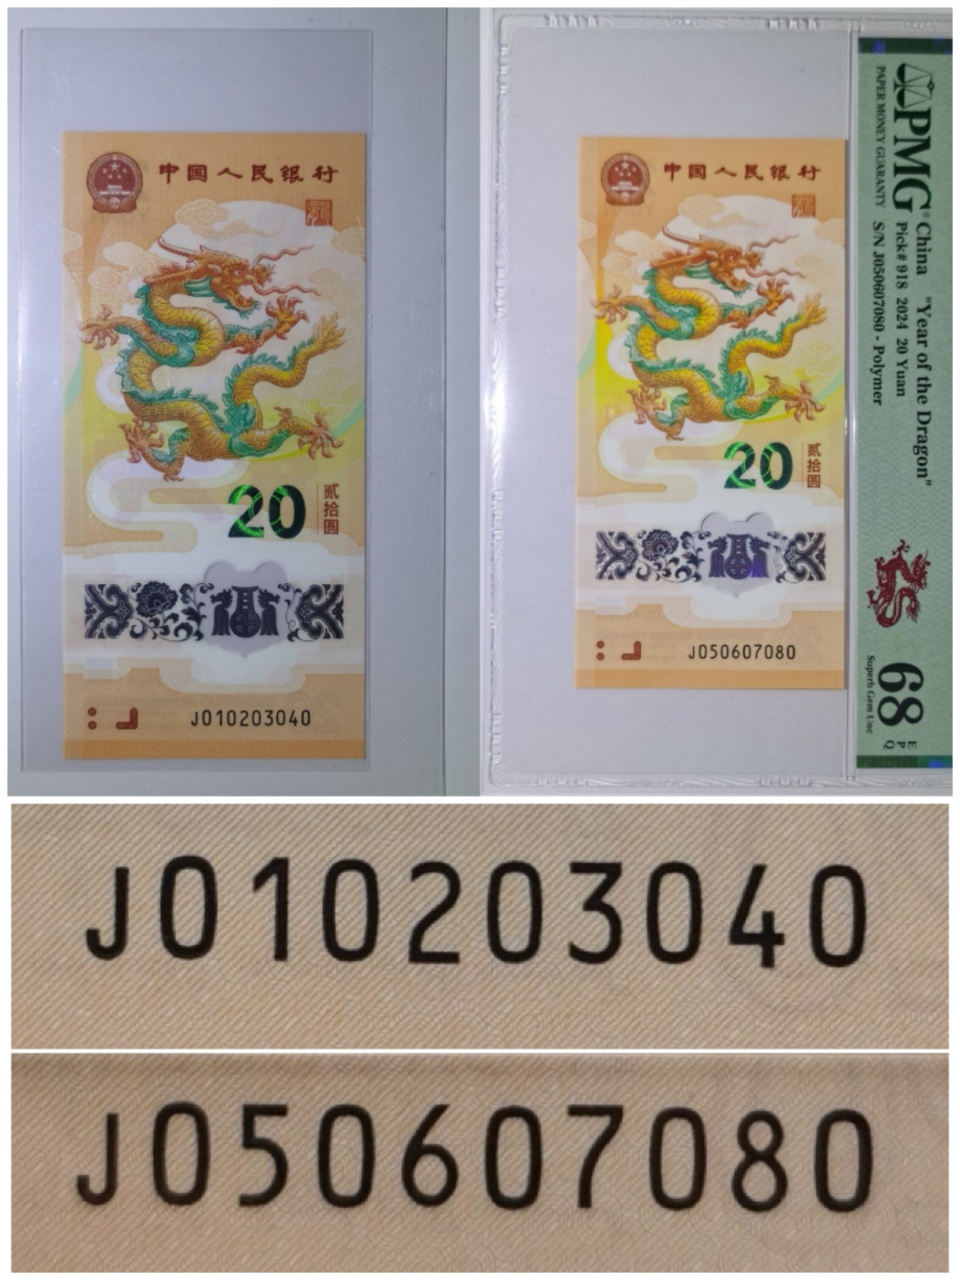 中国人民银行
20
贰拾圆
J010203040
中国人民银行
20
贰拾圆
J050607080
PMG®
PAPER MONEY GUARANTY
China "Year of the Dragon"
Pick# 918 2024 20 Yuan
S/N J050607080 - Polymer
68
EPQ
Superb Gem Unc
J010203040
J050607080